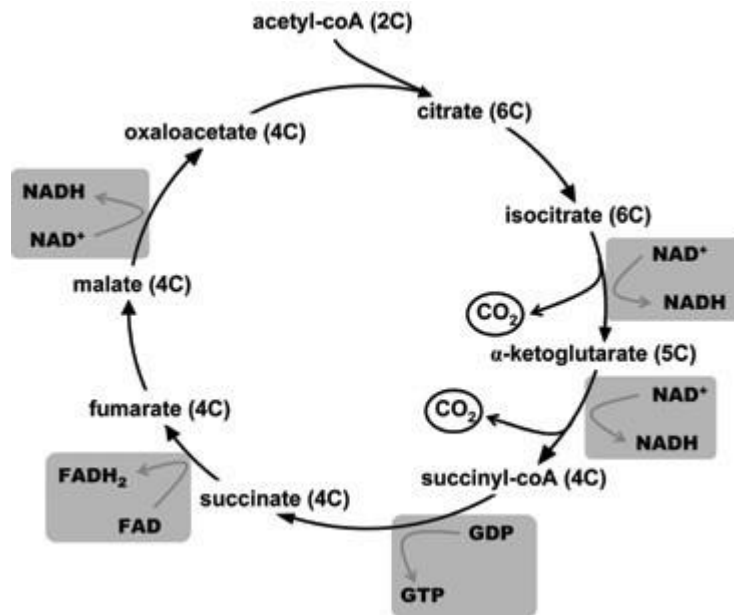 acetyl-coA (2C)
citrate (6C)
oxaloacetate (4C)
NADH
NAD⁺
isocitrate (6C)
NAD⁺
NADH
malate (4C)
CO₂
α-ketoglutarate (5C)
NAD⁺
NADH
CO₂
fumarate (4C)
succinyl-coA (4C)
FADH₂
FAD
succinate (4C)
GDP
GTP